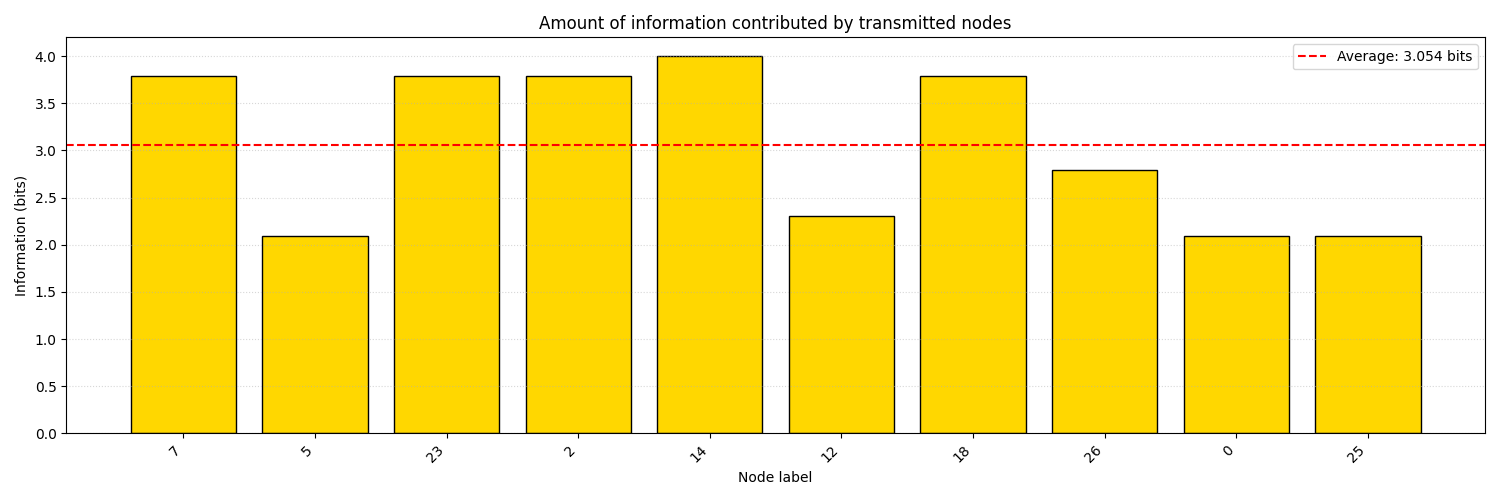 Amount of information contributed by transmitted nodes
Average: 3.054 bits
Information (bits)
4.0
3.5
3.0
2.5
2.0
1.5
1.0
0.5
0.0
7 5 23 2 14 12 18 26 0 25
Node label